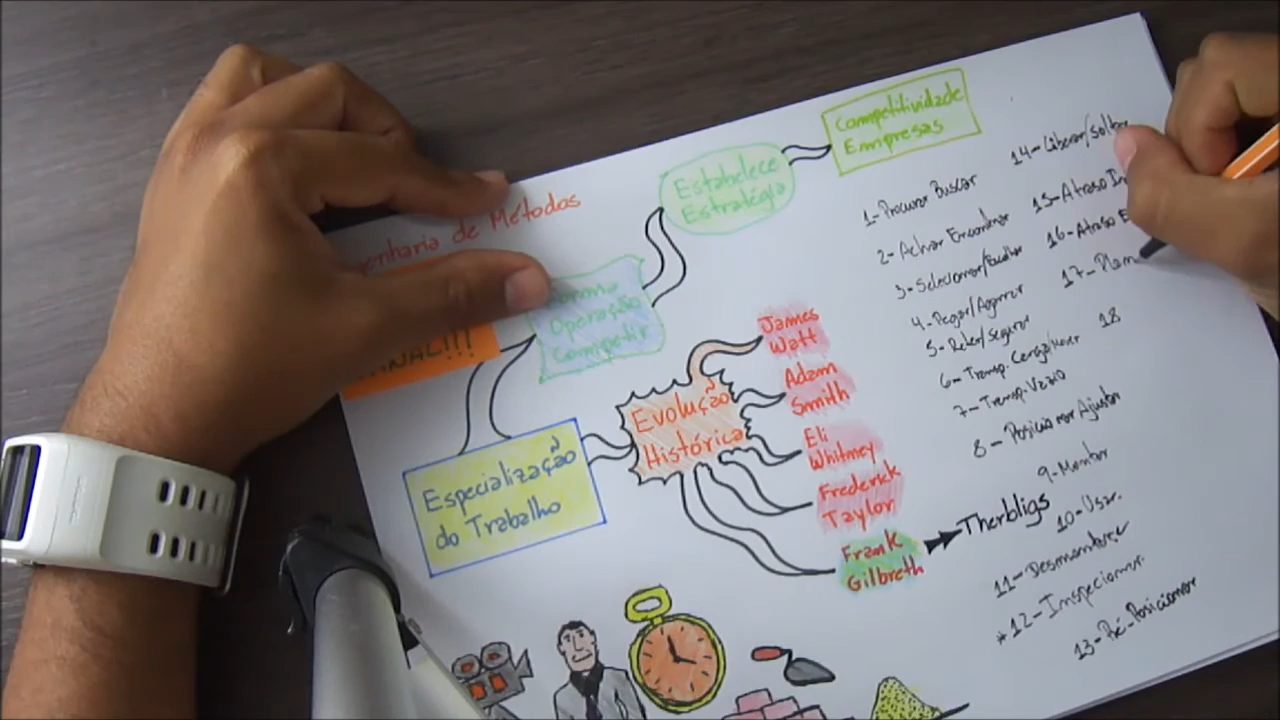 de Métodos
NAL!!!
Operação
Competir
Estabelece
Estratégia
Competitividade
Empresas
Especialização
do Trabalho
Evolução
Histórica
James
Watt
Adam
Smith
Eli
Whitney
Frederick
Taylor
Frank
Gilbreth
Therbligs
1- Procurar Buscar
2- Achar Encontrar
3- Selecionar/Escolher
4- Pegar/Agarrar
5- Reter/Segurar
6- Transp. Carga/
7- Transp. Vazio
8- Posicionar Ajustar
9- Montar
10- Usar.
11- Desmontar
*12- Inspecionar.
13- Pré-Posicionar
14- Liberar/Soltar
15- Atraso
16- Atraso
17- Plan
18